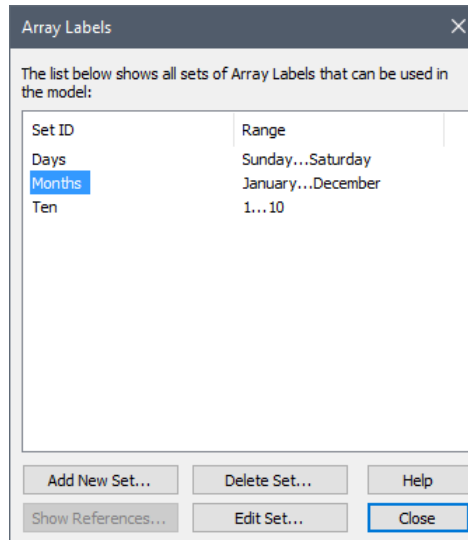 Array Labels
The list below shows all sets of Array Labels that can be used in
the model:
Set ID Range
Days Sunday...Saturday
Months January...December
Ten 1...10
Add New Set... Delete Set... Help
Show References... Edit Set... Close